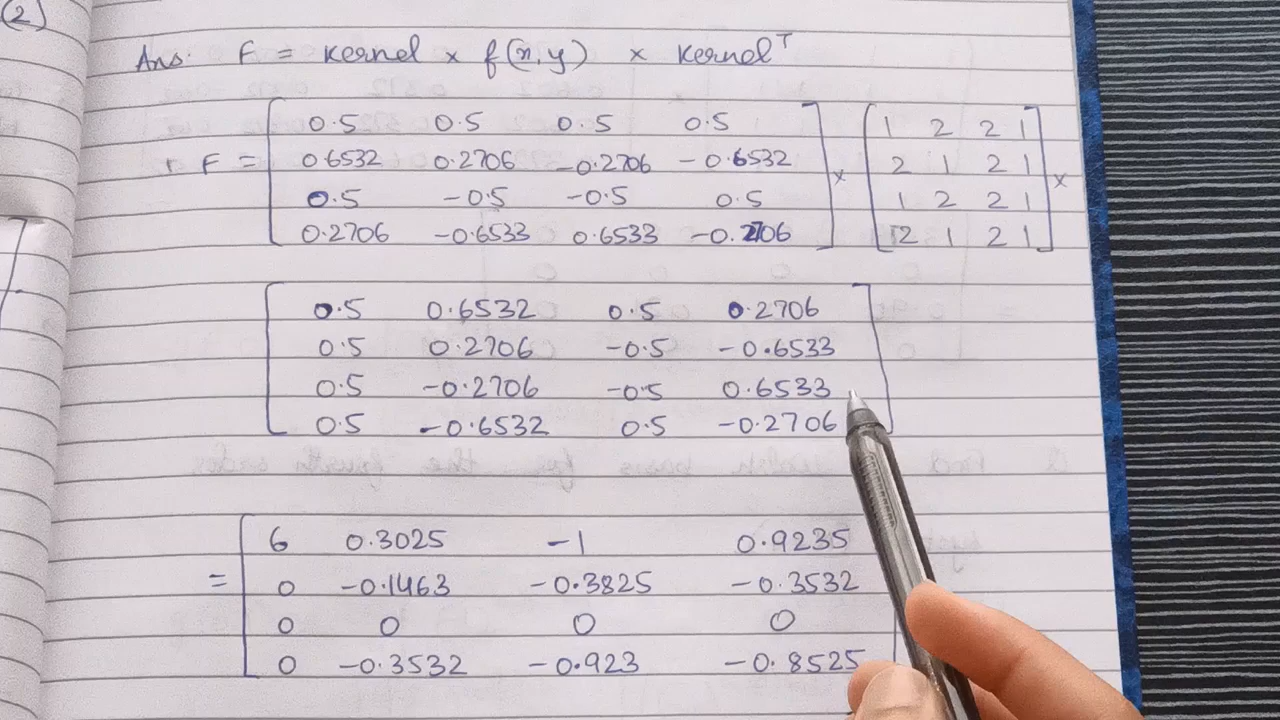 (2)
Ans: F = Kernel × f(x,y) × Kernel^T
F = [ 0.5 0.5 0.5 0.5 ] × [ 1 2 2 1 ] ×
0.6532 0.2706 -0.2706 -0.6532 2 1 2 1
0.5 -0.5 -0.5 0.5 1 2 2 1
0.2706 -0.6533 0.6533 -0.2706 2 1 2 1
0.5 0.6532 0.5 0.2706
0.5 0.2706 -0.5 -0.6533
0.5 -0.2706 -0.5 0.6533
0.5 -0.6532 0.5 -0.2706
= [ 6 0.3025 -1 0.9235 ]
0 -0.1463 -0.3825 -0.3532
0 0 0 0
0 -0.3532 -0.923 -0.8525